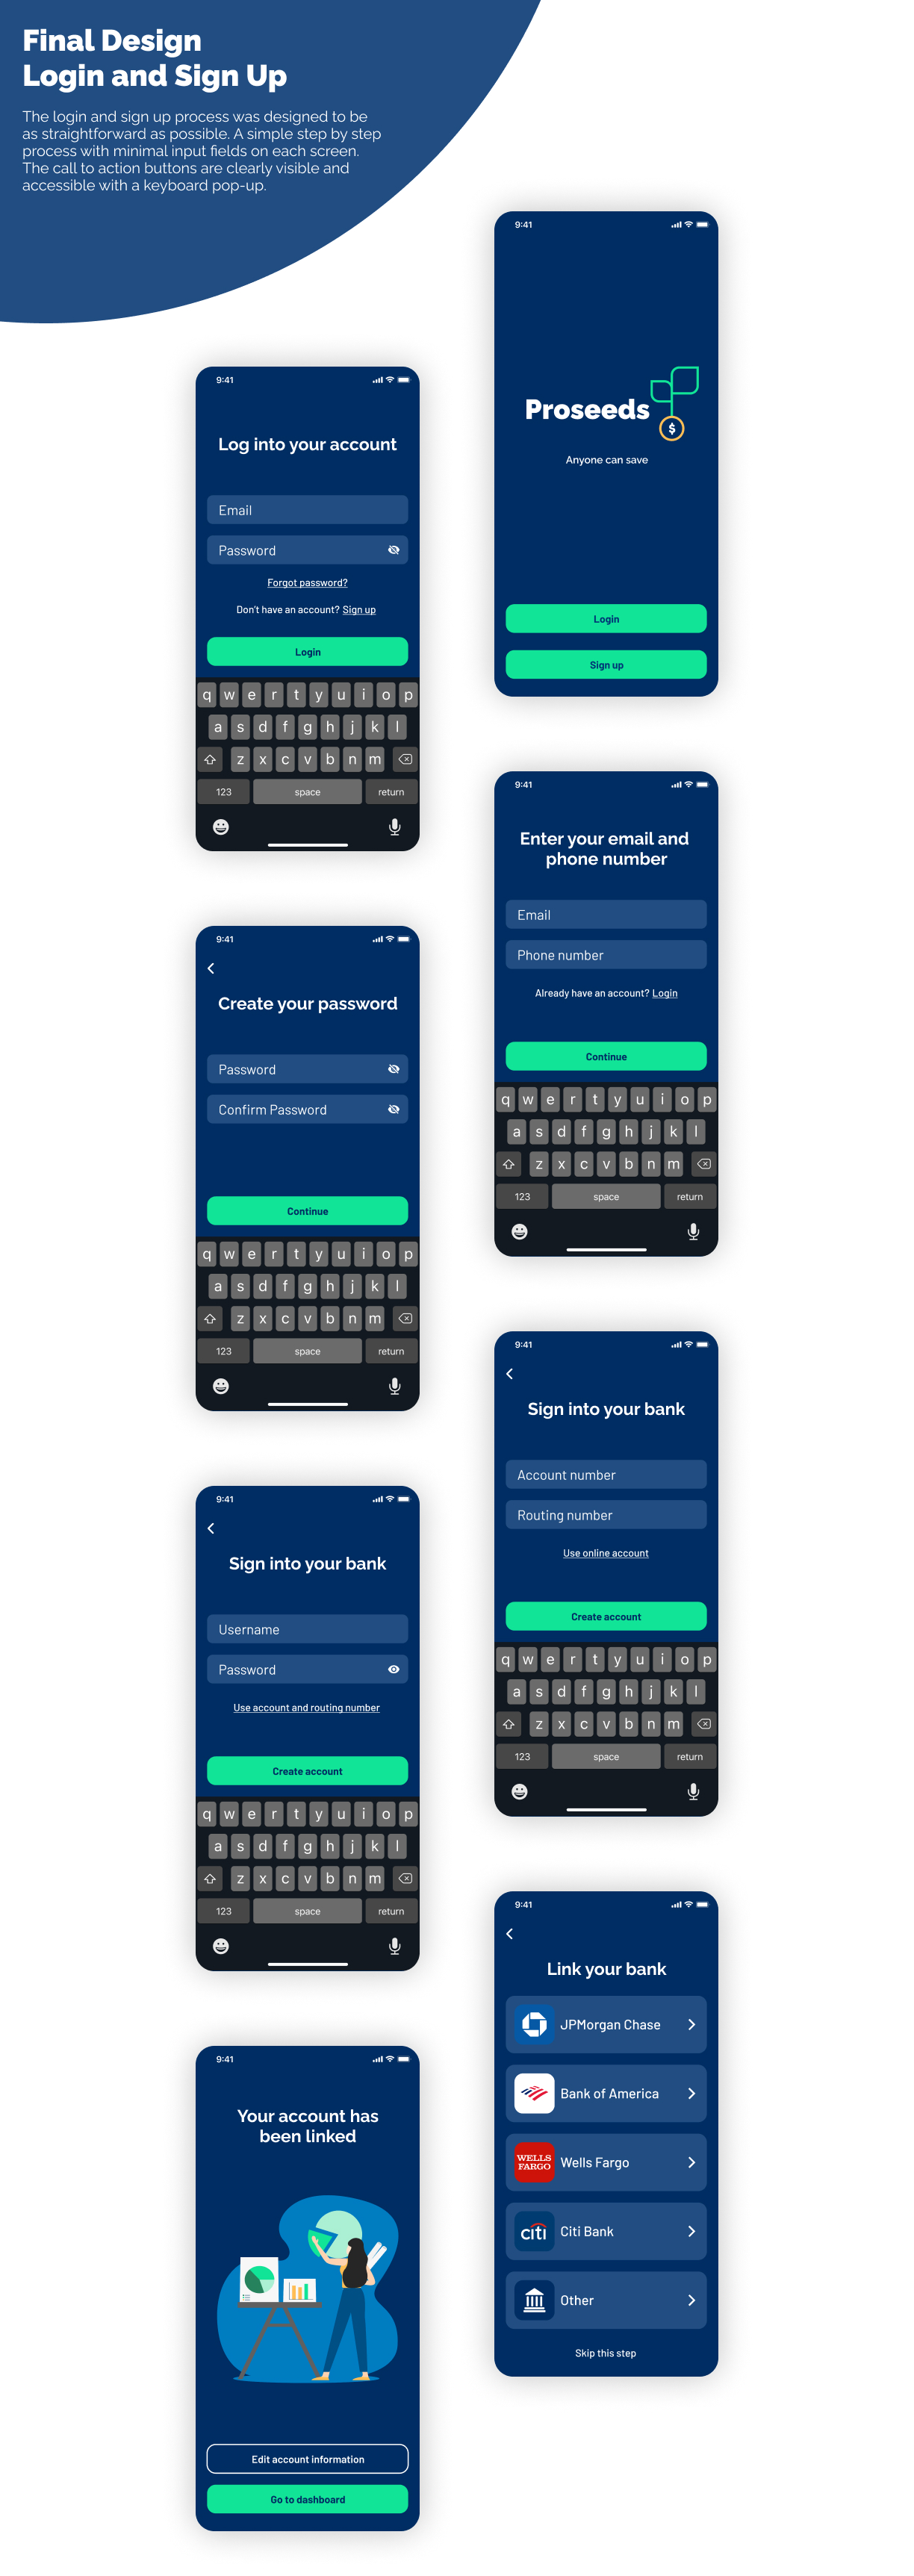 Final Design
Login and Sign Up
The login and sign up process was designed to be
as straightforward as possible. A simple step by step
process with minimal input fields on each screen.
The call to action buttons are clearly visible and
accessible with a keyboard pop-up.
9:41
Proseeds
$
Anyone can save
Login
Sign up
9:41
Log into your account
Email
Password
Forgot password?
Don't have an account? Sign up
Login
q w e r t y u i o p
a s d f g h j k l
z x c v b n m
123 space return
9:41
Enter your email and
phone number
Email
Phone number
Already have an account? Login
Continue
q w e r t y u i o p
a s d f g h j k l
z x c v b n m
123 space return
9:41
Create your password
Password
Confirm Password
Continue
q w e r t y u i o p
a s d f g h j k l
z x c v b n m
123 space return
9:41
Sign into your bank
Account number
Routing number
Use online account
Create account
q w e r t y u i o p
a s d f g h j k l
z x c v b n m
123 space return
9:41
Sign into your bank
Username
Password
Use account and routing number
Create account
q w e r t y u i o p
a s d f g h j k l
z x c v b n m
123 space return
9:41
Link your bank
JPMorgan Chase
Bank of America
WELLS
FARGO
Wells Fargo
citi
Citi Bank
Other
Skip this step
9:41
Your account has
been linked
Edit account information
Go to dashboard